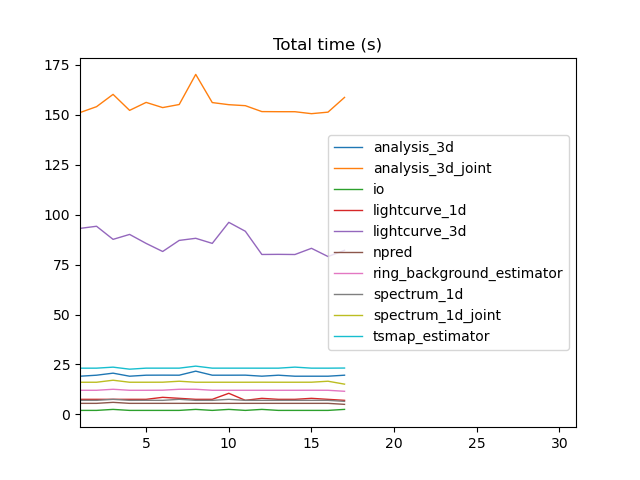 Total time (s)
175
150
125
100
75
50
25
0
analysis_3d
analysis_3d_joint
io
lightcurve_1d
lightcurve_3d
npred
ring_background_estimator
spectrum_1d
spectrum_1d_joint
tsmap_estimator
5 10 15 20 25 30